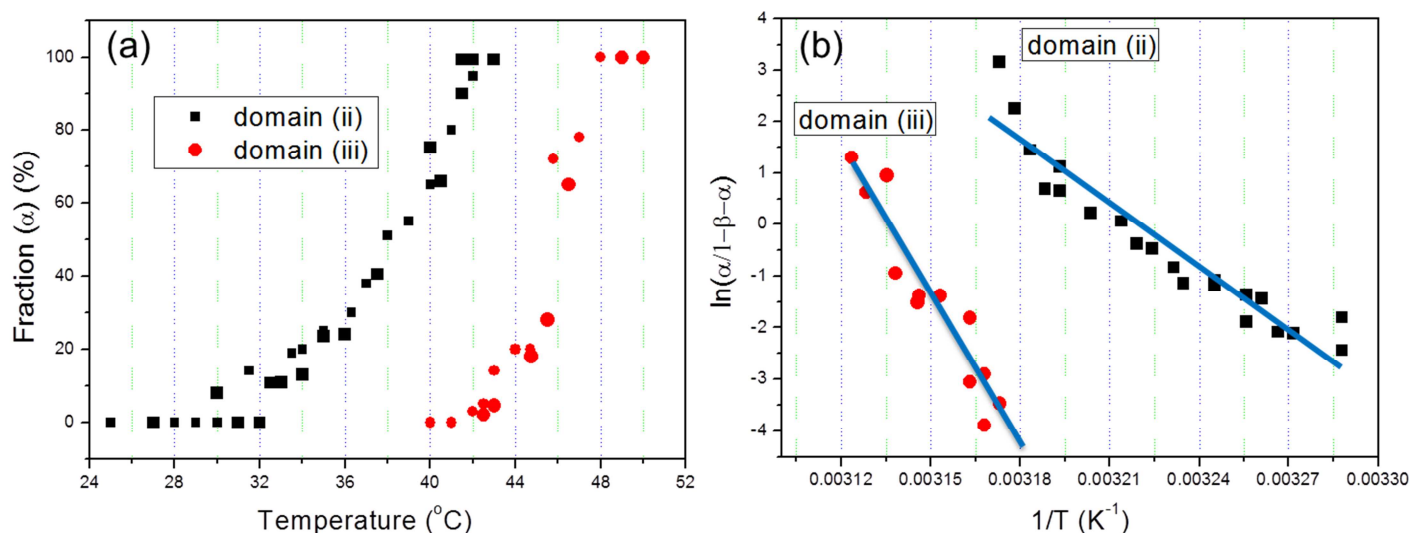 (a)
Fraction (α) (%)
100
80
60
40
20
0
domain (ii)
domain (iii)
24 28 32 36 40 44 48 52
Temperature (°C)
(b)
ln(α/1−β−α)
4
3
2
1
0
-1
-2
-3
-4
domain (ii)
domain (iii)
0.00312 0.00315 0.00318 0.00321 0.00324 0.00327 0.00330
1/T (K⁻¹)